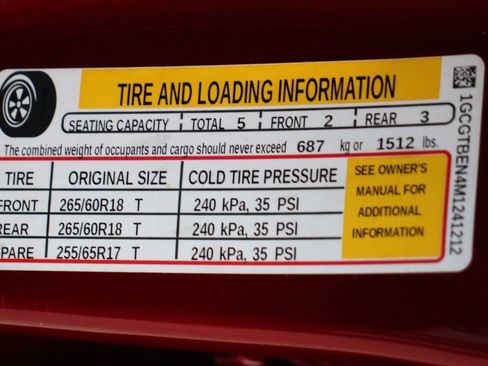 TIRE AND LOADING INFORMATION
SEATING CAPACITY TOTAL 5 FRONT 2 REAR 3
The combined weight of occupants and cargo should never exceed 687 kg or 1512 lbs.
TIRE ORIGINAL SIZE COLD TIRE PRESSURE
FRONT 265/60R18 T 240 kPa, 35 PSI
REAR 265/60R18 T 240 kPa, 35 PSI
PARE 255/65R17 T 240 kPa, 35 PSI
SEE OWNER'S
MANUAL FOR
ADDITIONAL
INFORMATION
1GCGTBEN4M1241212